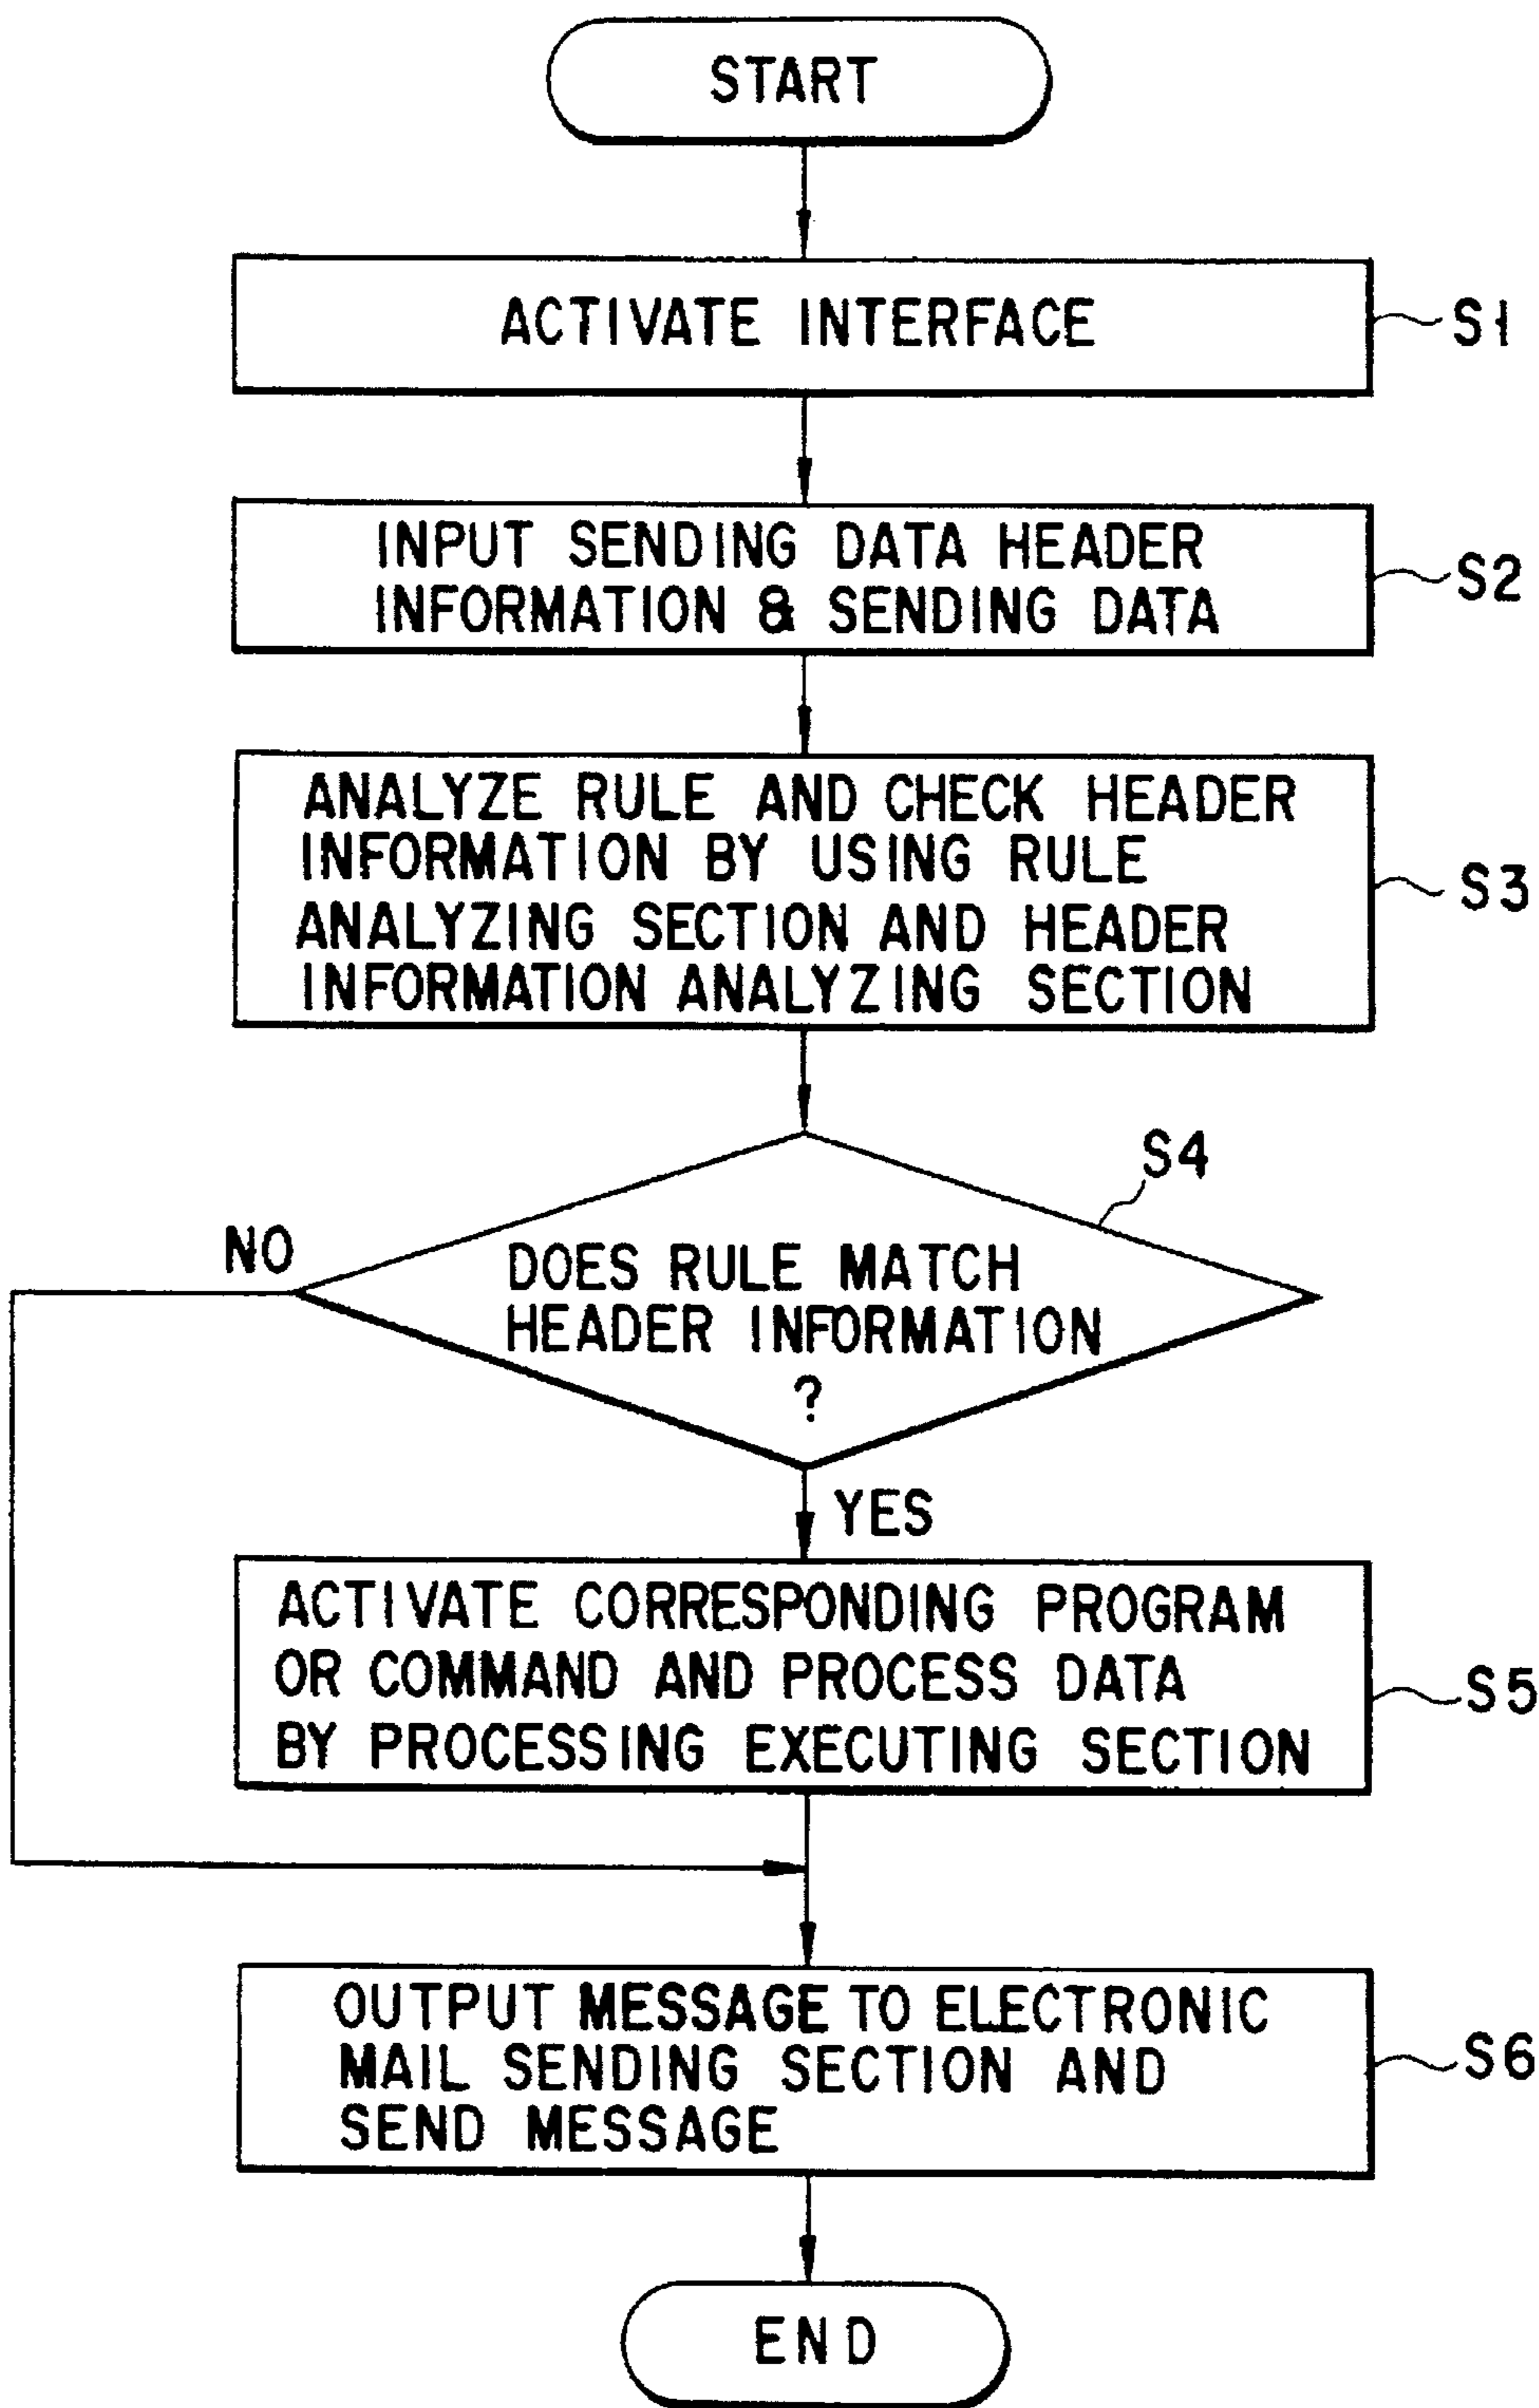 START
ACTIVATE INTERFACE
S1
INPUT SENDING DATA HEADER
INFORMATION & SENDING DATA
S2
ANALYZE RULE AND CHECK HEADER
INFORMATION BY USING RULE
ANALYZING SECTION AND HEADER
INFORMATION ANALYZING SECTION
S3
S4
NO
DOES RULE MATCH
HEADER INFORMATION
?
YES
ACTIVATE CORRESPONDING PROGRAM
OR COMMAND AND PROCESS DATA
BY PROCESSING EXECUTING SECTION
S5
OUTPUT MESSAGE TO ELECTRONIC
MAIL SENDING SECTION AND
SEND MESSAGE
S6
END